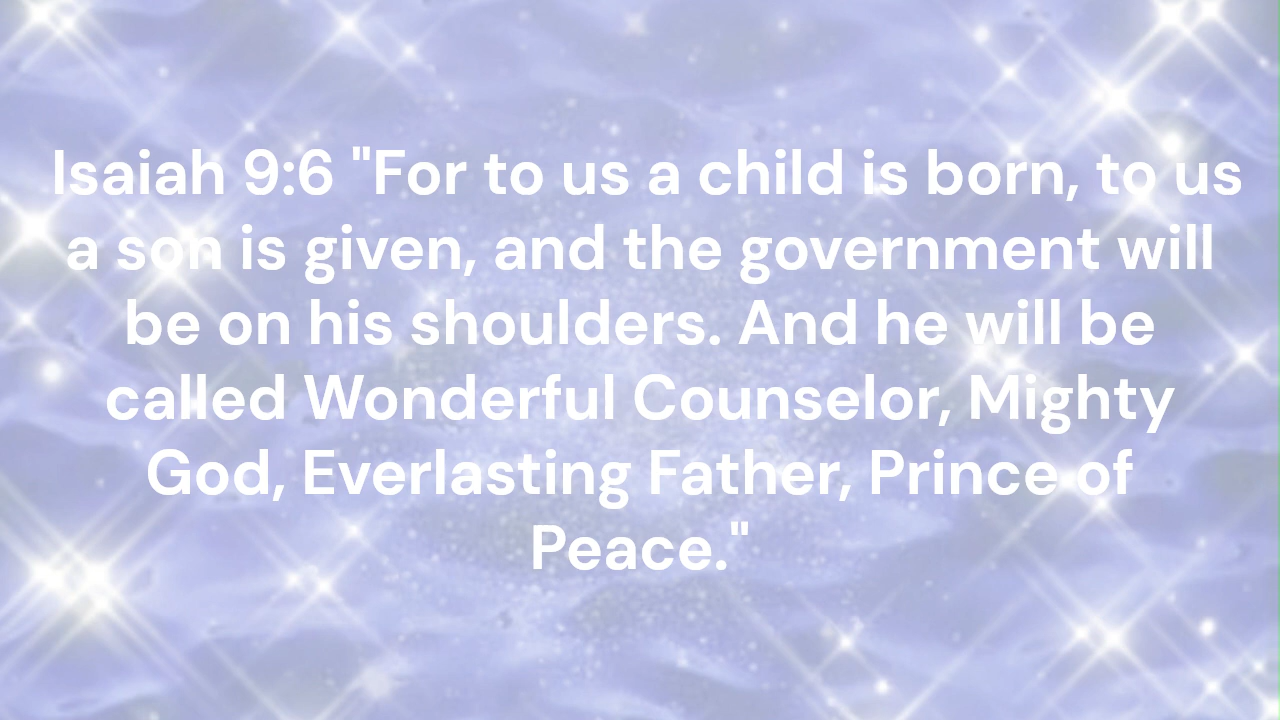 Isaiah 9:6 "For to us a child is born, to us
a son is given, and the government will
be on his shoulders. And he will be
called Wonderful Counselor, Mighty
God, Everlasting Father, Prince of
Peace."